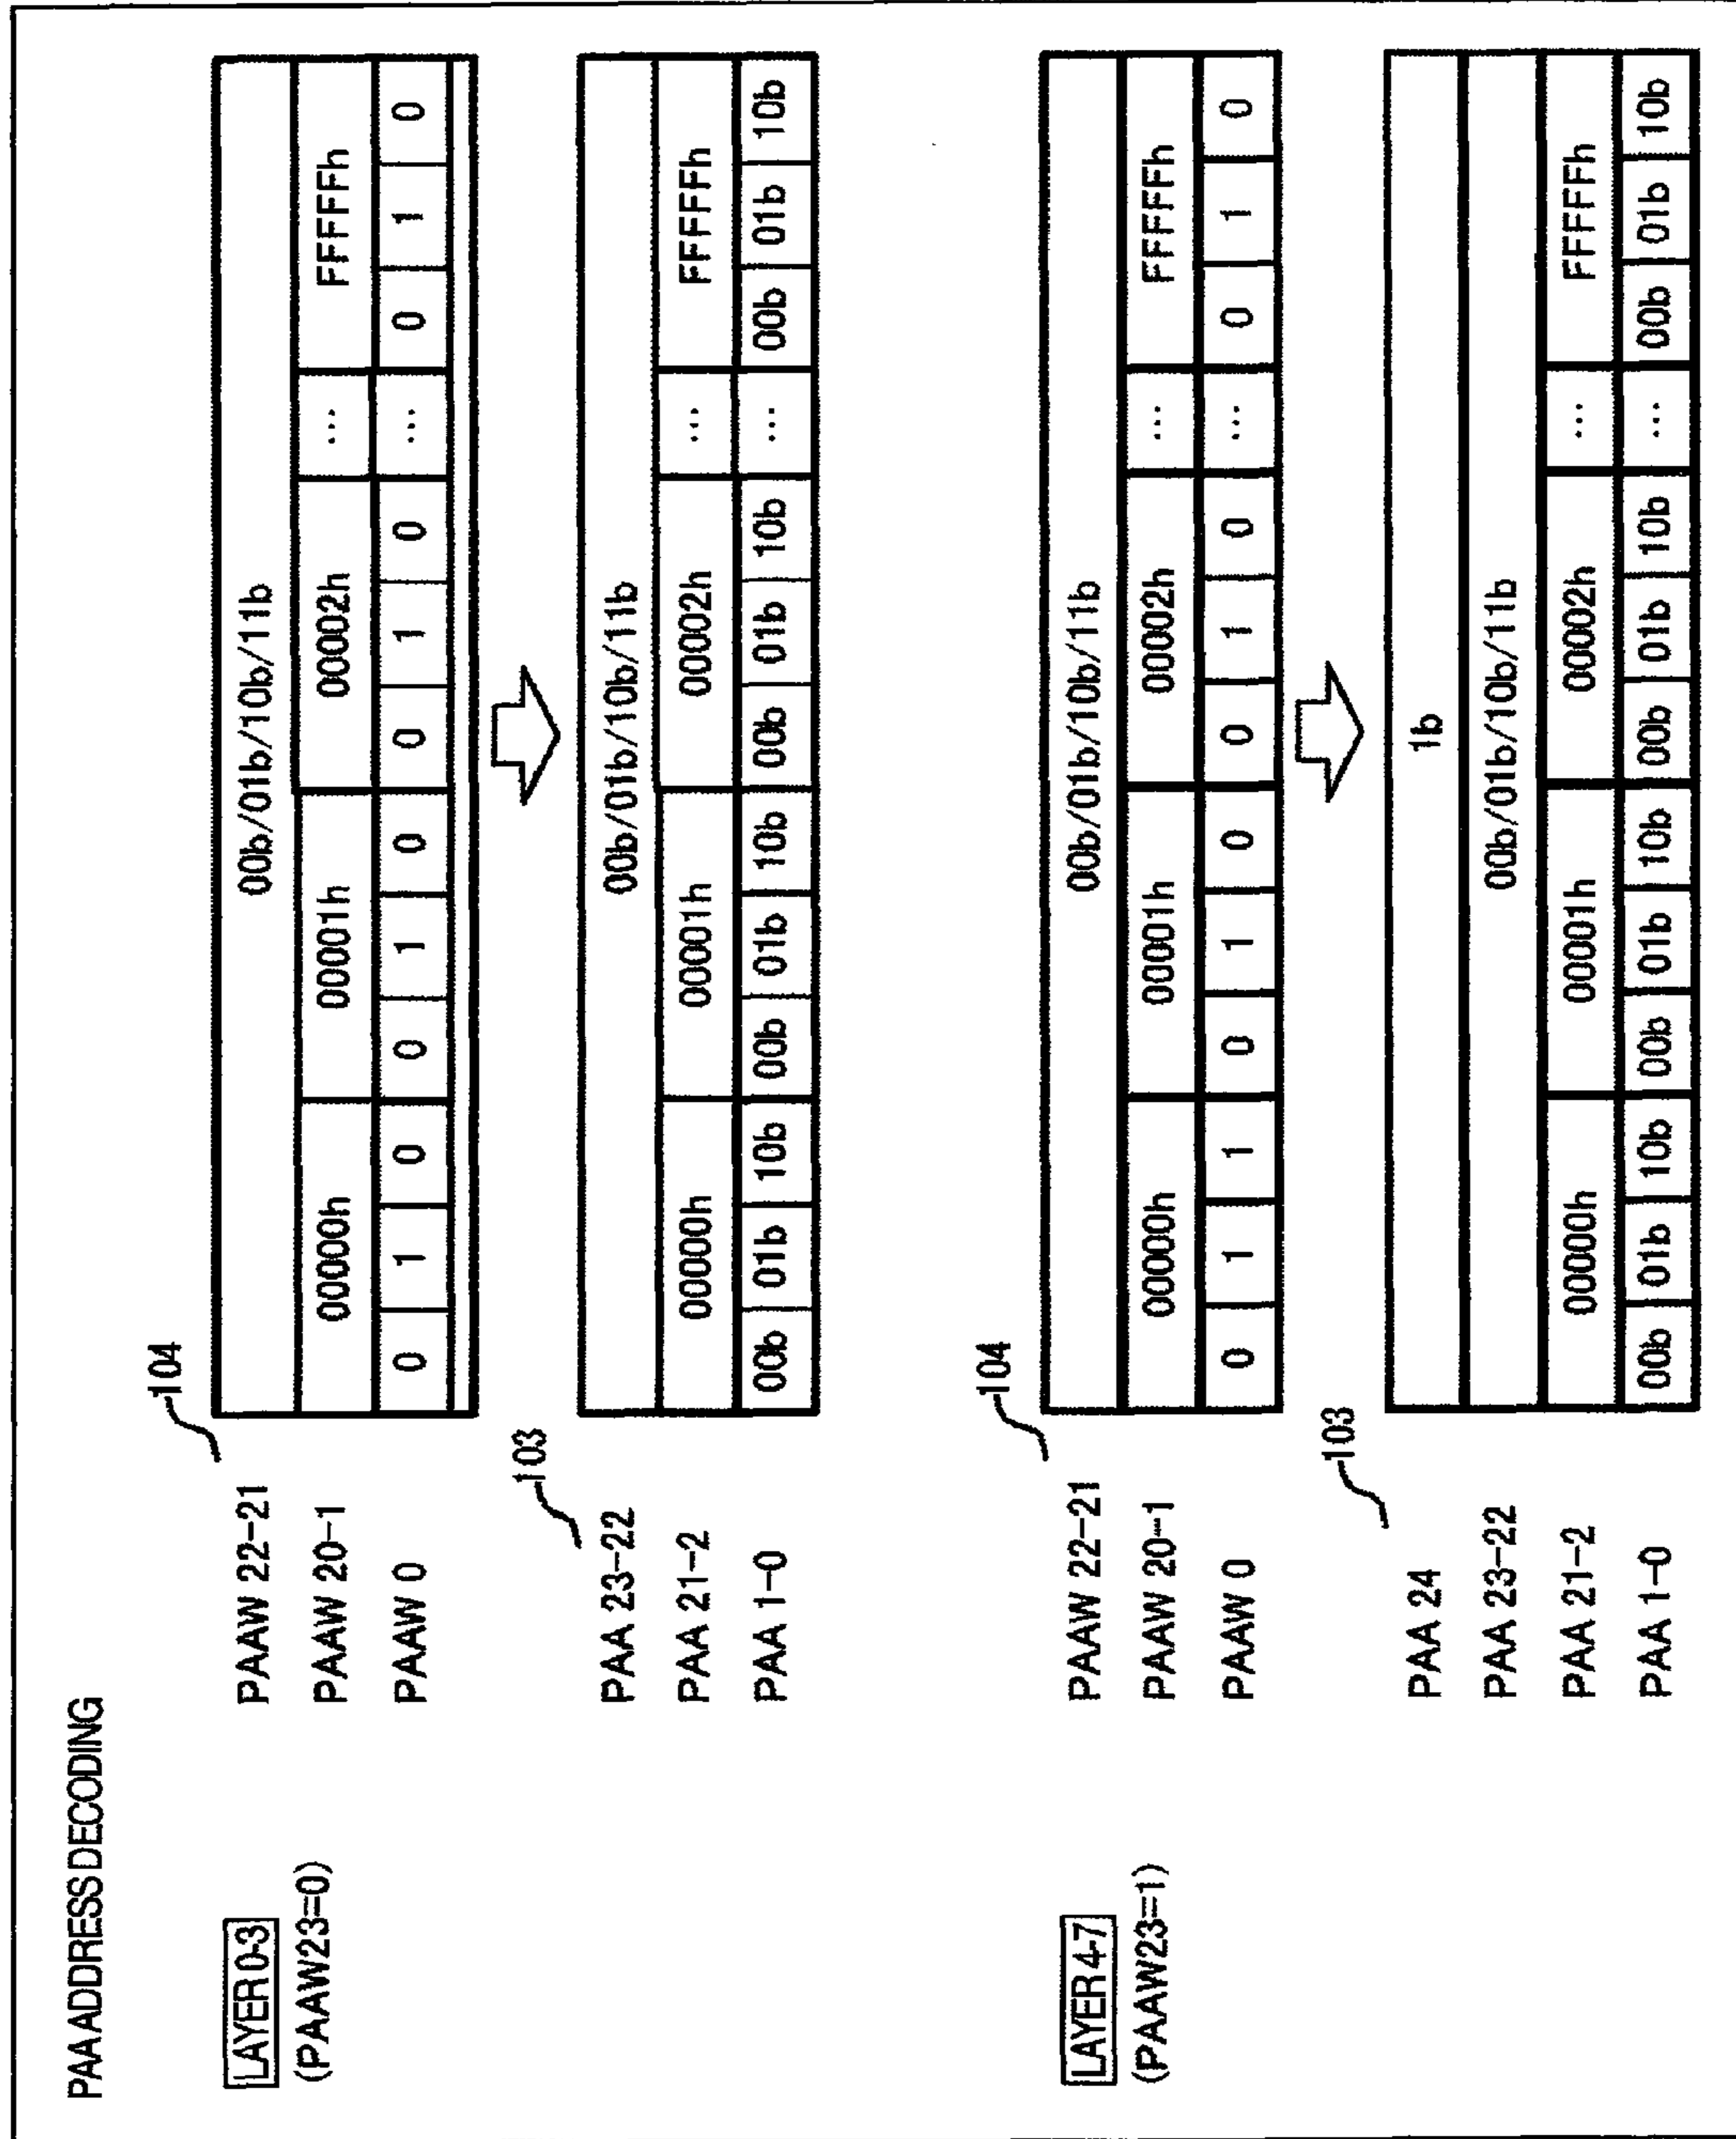 PAA ADDRESS DECODING
LAYER 0-3
(PAAW23=0)
104
PAAW 22-21 00b/01b/10b/11b
PAAW 20-1 00000h 00001h 00002h ... FFFFFh
PAAW 0 0 1 0 0 1 0 0 1 0 ... 0 1 0
103
PAA 23-22 00b/01b/10b/11b
PAA 21-2 00000h 00001h 00002h ... FFFFFh
PAA 1-0 00b 01b 10b 00b 01b 10b 00b 01b 10b ... 00b 01b 10b
LAYER 4-7
(PAAW23=1)
104
PAAW 22-21 00b/01b/10b/11b
PAAW 20-1 00000h 00001h 00002h ... FFFFFh
PAAW 0 0 1 1 0 1 0 0 1 0 ... 0 1 0
103
PAA 24 1b
PAA 23-22 00b/01b/10b/11b
PAA 21-2 00000h 00001h 00002h ... FFFFFh
PAA 1-0 00b 01b 10b 00b 01b 10b 00b 01b 10b ... 00b 01b 10b